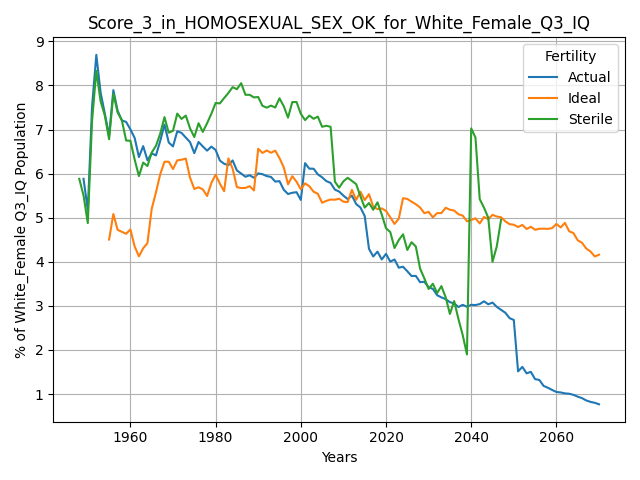 Score_3_in_HOMOSEXUAL_SEX_OK_for_White_Female_Q3_IQ
Fertility
Actual
Ideal
Sterile
% of White_Female Q3_IQ Population
9
8
7
6
5
4
3
2
1
1960 1980 2000 2020 2040 2060
Years